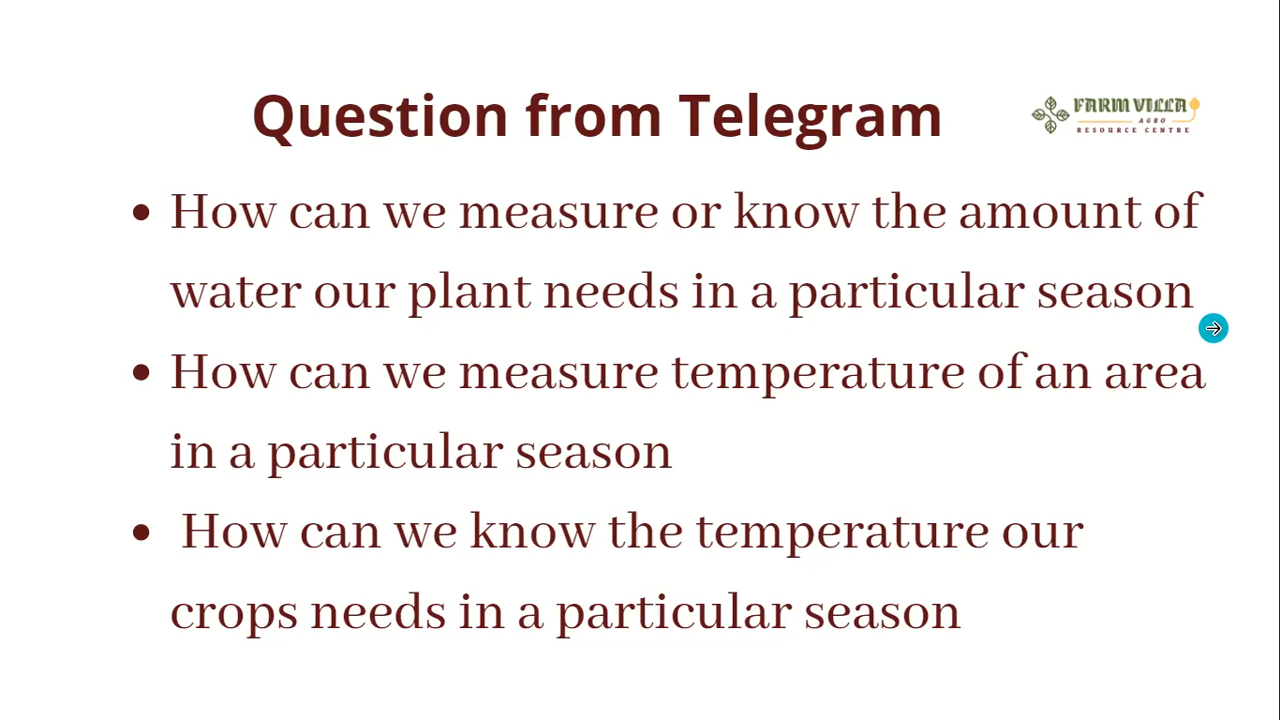 Question from Telegram
FARM VILLA
AGRO
RESOURCE CENTRE
• How can we measure or know the amount of
water our plant needs in a particular season
• How can we measure temperature of an area
in a particular season
• How can we know the temperature our
crops needs in a particular season